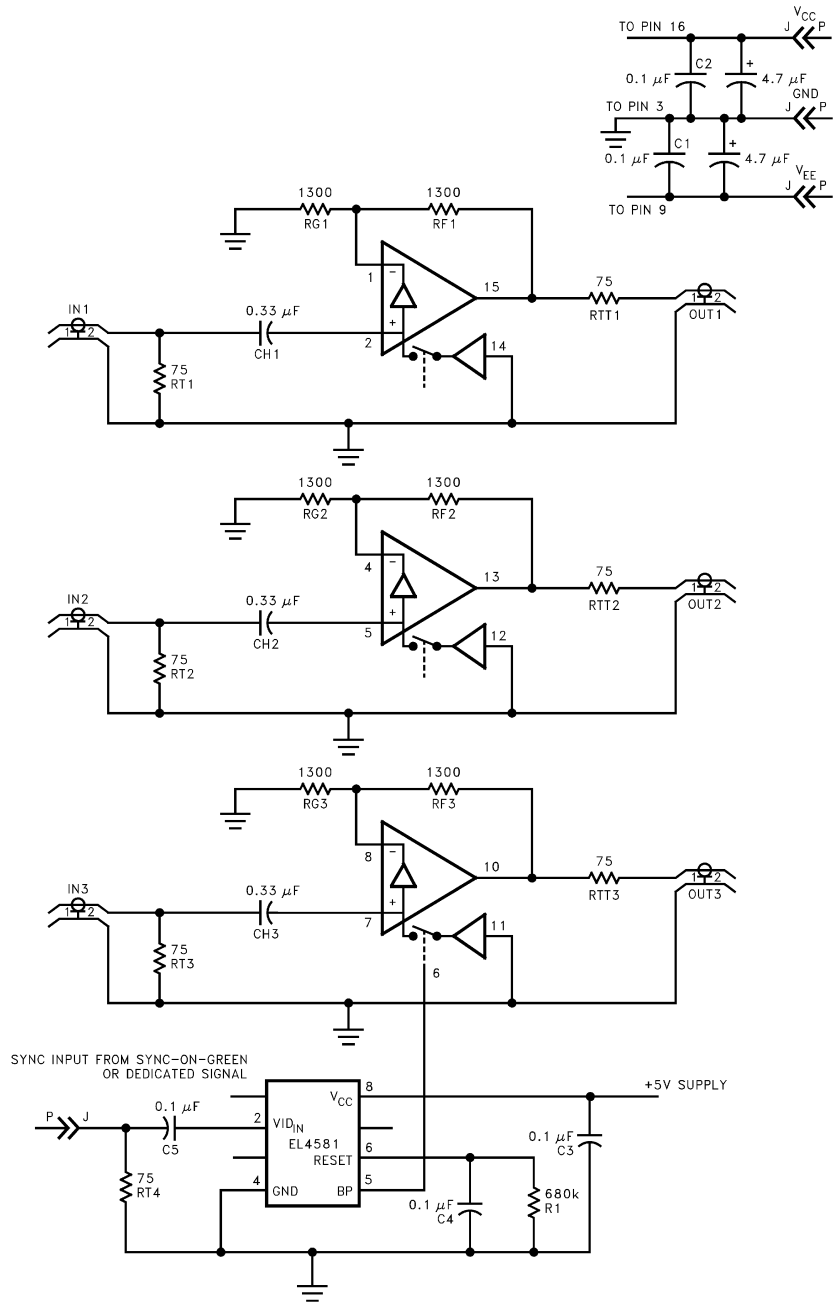 TO PIN 16
V_CC
J P
C2
0.1 µF
+
4.7 µF
TO PIN 3
GND
J P
C1
0.1 µF
+
4.7 µF
TO PIN 9
V_EE
J P
1300
RG1
1300
RF1
1
−
15
75
RTT1
1 2
OUT1
IN1
1 2
0.33 µF
CH1
+
2
14
75
RT1
1300
RG2
1300
RF2
4
−
13
75
RTT2
1 2
OUT2
IN2
1 2
0.33 µF
CH2
+
5
12
75
RT2
1300
RG3
1300
RF3
8
−
10
75
RTT3
1 2
OUT3
IN3
1 2
0.33 µF
CH3
+
7
11
75
RT3
6
SYNC INPUT FROM SYNC-ON-GREEN
OR DEDICATED SIGNAL
P J
0.1 µF
C5
75
RT4
2
VID_IN
V_CC
8
+5V SUPPLY
EL4581
RESET
6
4
GND
BP
5
0.1 µF
C3
0.1 µF
C4
680k
R1